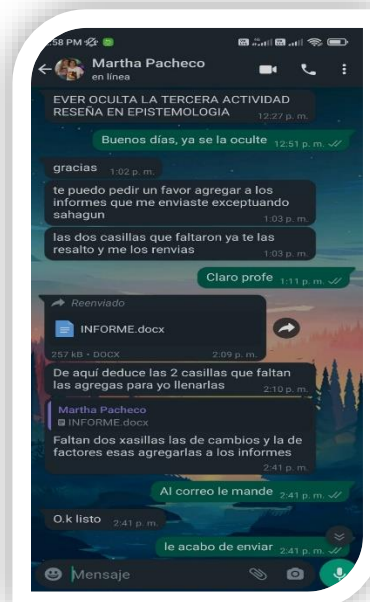 :58 PM
Martha Pacheco
en línea
EVER OCULTA LA TERCERA ACTIVIDAD
RESEÑA EN EPISTEMOLOGIA
12:27 p. m.
Buenos días, ya se la oculte 12:51 p. m.
gracias 1:02 p. m.
te puedo pedir un favor agregar a los
informes que me enviaste exceptuando
sahagun 1:03 p. m.
las dos casillas que faltaron ya te las
resalto y me los renvias 1:03 p. m.
Claro profe 1:11 p. m.
Reenviado
INFORME.docx
257 kB • DOCX 2:09 p. m.
De aquí deduce las 2 casillas que faltan
las agregas para yo llenarlas 2:10 p. m.
Martha Pacheco
INFORME.docx
Faltan dos xasillas las de cambios y la de
factores esas agregarlas a los informes
2:41 p. m.
Al correo le mande 2:41 p. m.
O.k listo 2:41 p. m.
le acabo de enviar 2:41 p. m.
Mensaje